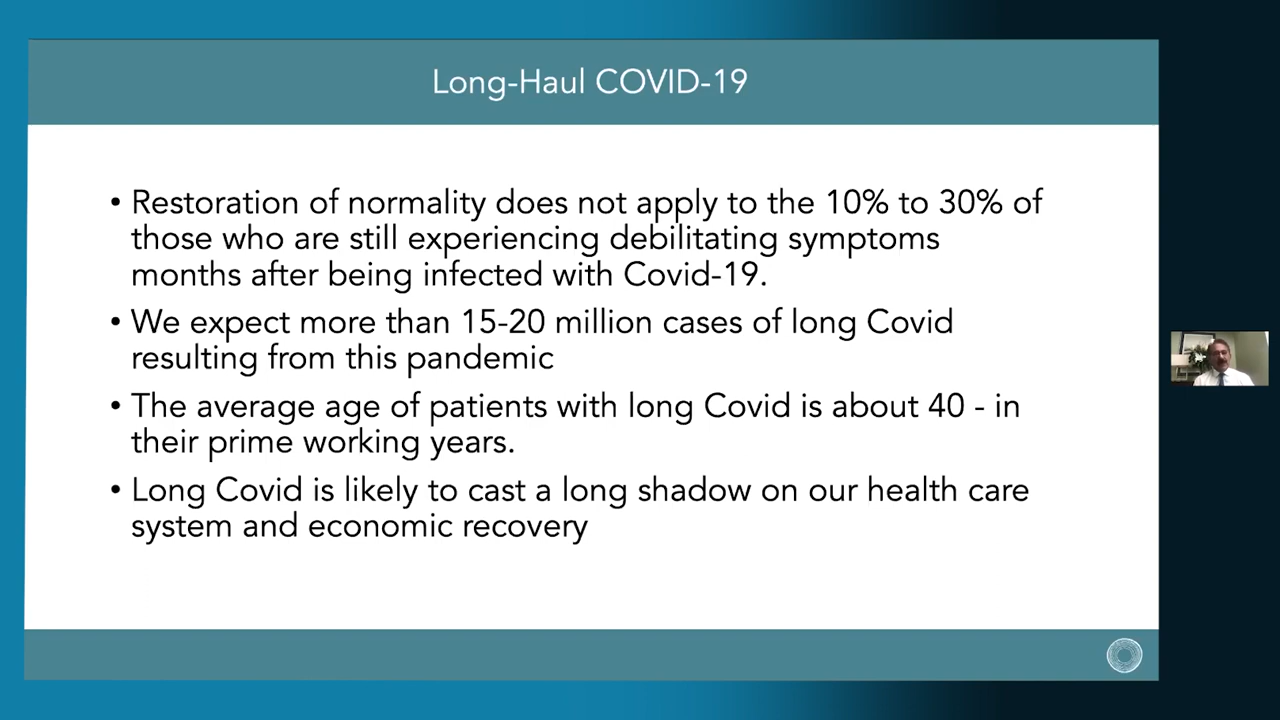 Long-Haul COVID-19
• Restoration of normality does not apply to the 10% to 30% of
those who are still experiencing debilitating symptoms
months after being infected with Covid-19.
• We expect more than 15-20 million cases of long Covid
resulting from this pandemic
• The average age of patients with long Covid is about 40 - in
their prime working years.
• Long Covid is likely to cast a long shadow on our health care
system and economic recovery